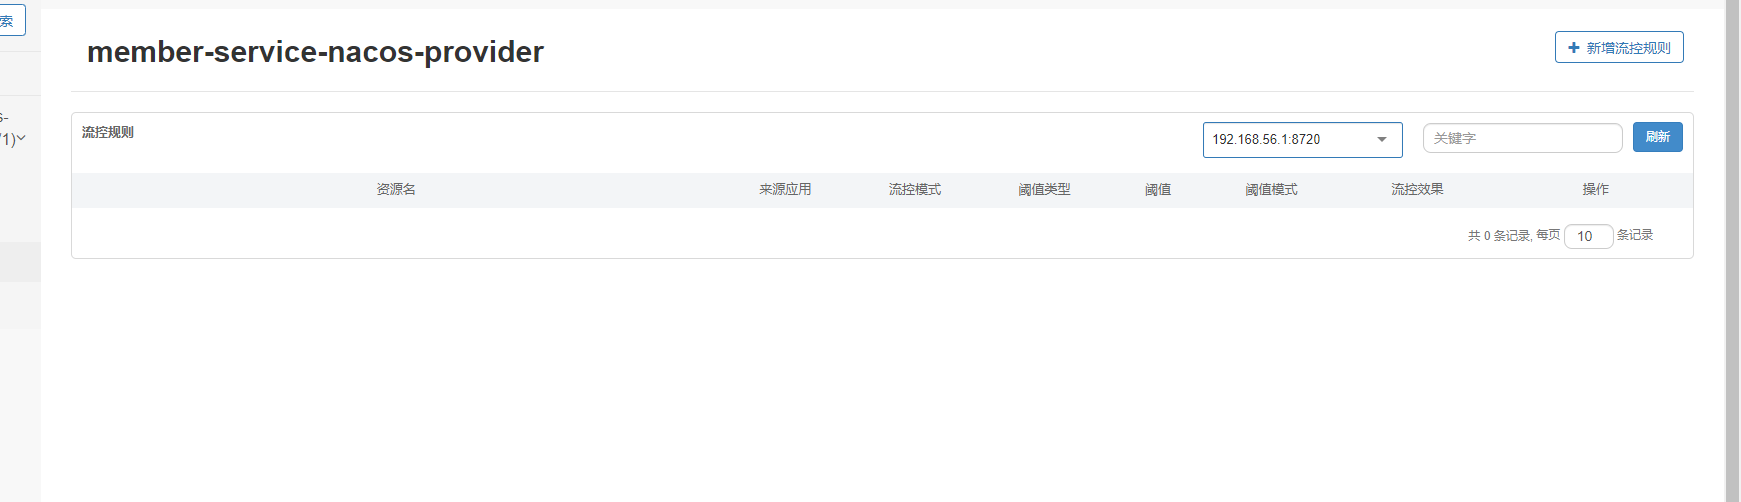 索
member-service-nacos-provider
新增流控规则
s-
/1)
流控规则
192.168.56.1:8720
关键字
刷新
资源名 来源应用 流控模式 阈值类型 阈值 阈值模式 流控效果 操作
共 0 条记录, 每页 10 条记录